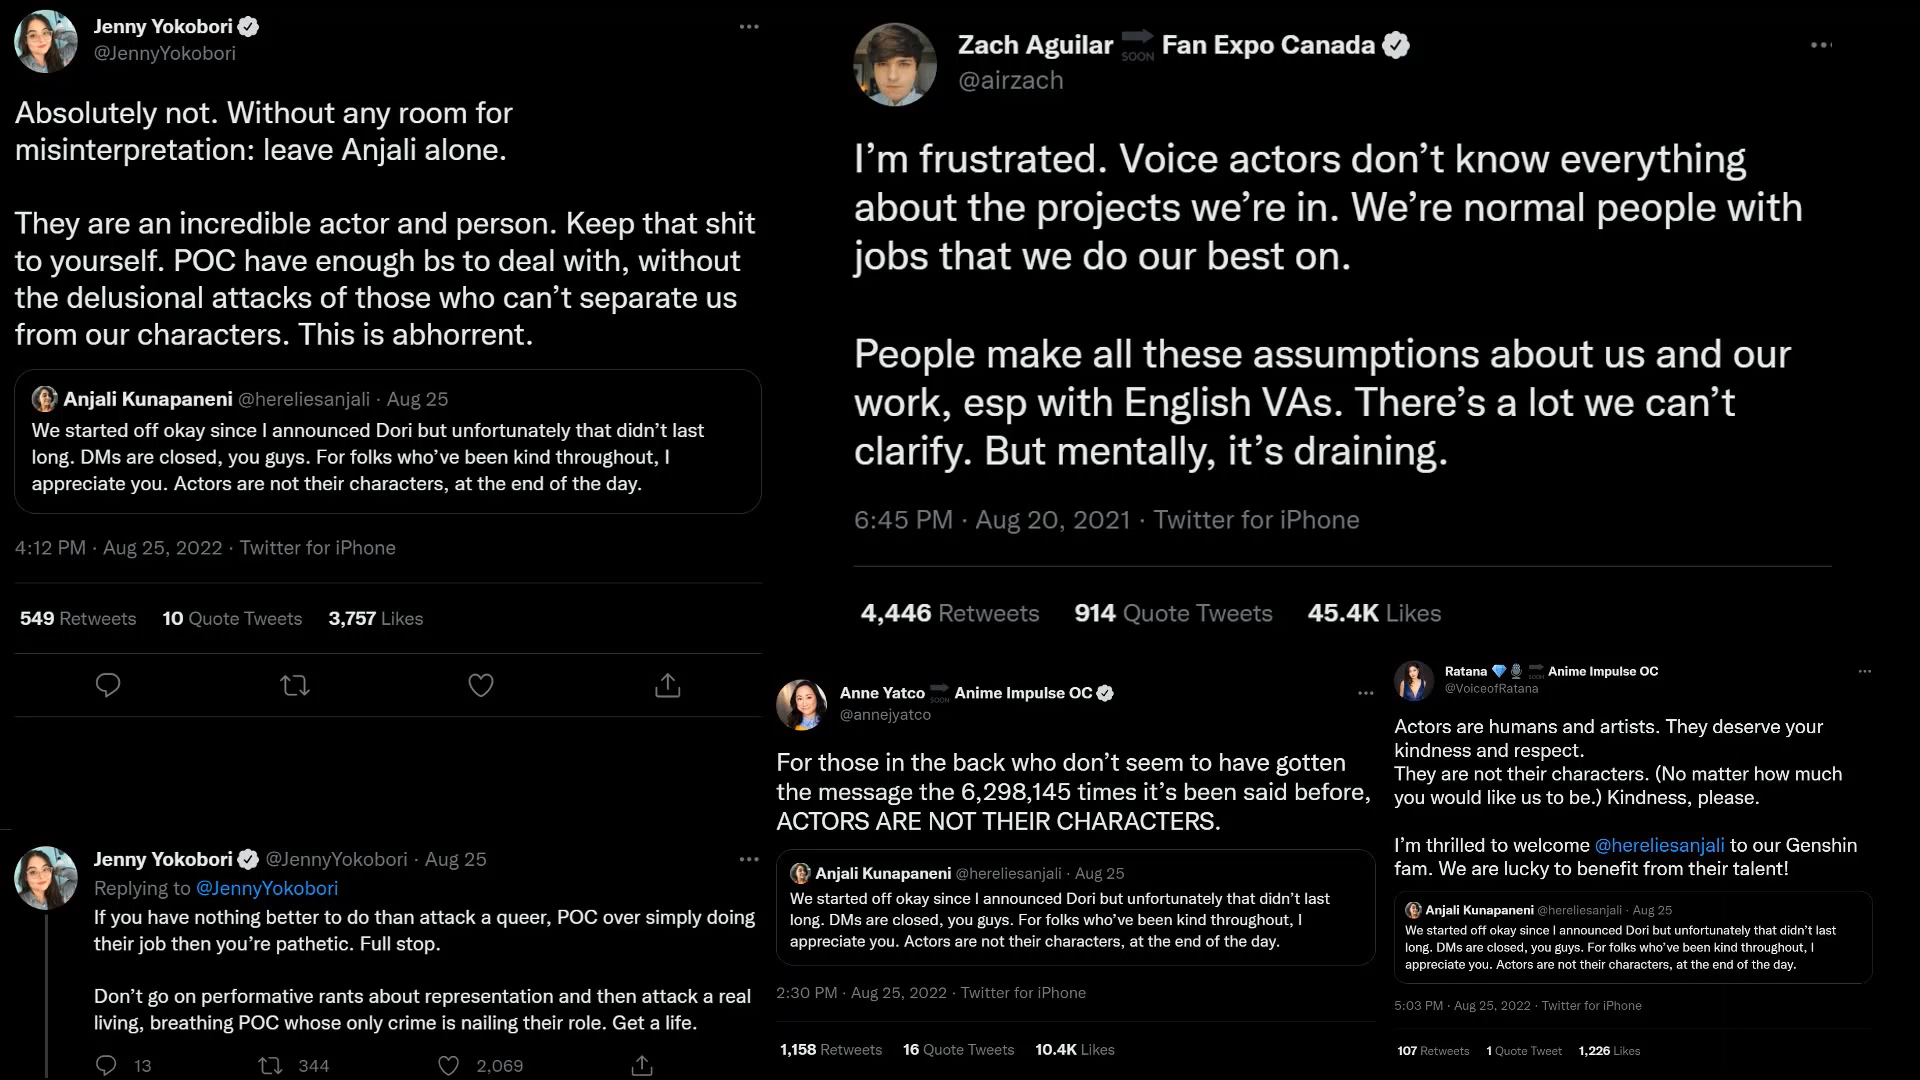 Jenny Yokobori
@JennyYokobori
Absolutely not. Without any room for
misinterpretation: leave Anjali alone.
They are an incredible actor and person. Keep that shit
to yourself. POC have enough bs to deal with, without
the delusional attacks of those who can't separate us
from our characters. This is abhorrent.
Anjali Kunapaneni @hereliesanjali · Aug 25
We started off okay since I announced Dori but unfortunately that didn't last
long. DMs are closed, you guys. For folks who've been kind throughout, I
appreciate you. Actors are not their characters, at the end of the day.
4:12 PM · Aug 25, 2022 · Twitter for iPhone
549 Retweets 10 Quote Tweets 3,757 Likes
Jenny Yokobori @JennyYokobori · Aug 25
Replying to @JennyYokobori
If you have nothing better to do than attack a queer, POC over simply doing
their job then you're pathetic. Full stop.
Don't go on performative rants about representation and then attack a real
living, breathing POC whose only crime is nailing their role. Get a life.
13 344 2,069
Zach Aguilar 🔜 Fan Expo Canada
@airzach
I'm frustrated. Voice actors don't know everything
about the projects we're in. We're normal people with
jobs that we do our best on.
People make all these assumptions about us and our
work, esp with English VAs. There's a lot we can't
clarify. But mentally, it's draining.
6:45 PM · Aug 20, 2021 · Twitter for iPhone
4,446 Retweets 914 Quote Tweets 45.4K Likes
Anne Yatco 🔜 Anime Impulse OC
@annejyatco
For those in the back who don't seem to have gotten
the message the 6,298,145 times it's been said before,
ACTORS ARE NOT THEIR CHARACTERS.
Anjali Kunapaneni @hereliesanjali · Aug 25
We started off okay since I announced Dori but unfortunately that didn't last
long. DMs are closed, you guys. For folks who've been kind throughout, I
appreciate you. Actors are not their characters, at the end of the day.
2:30 PM · Aug 25, 2022 · Twitter for iPhone
1,158 Retweets 16 Quote Tweets 10.4K Likes
Ratana 💎🎙️🔜 Anime Impulse OC
@VoiceofRatana
Actors are humans and artists. They deserve your
kindness and respect.
They are not their characters. (No matter how much
you would like us to be.) Kindness, please.
I'm thrilled to welcome @hereliesanjali to our Genshin
fam. We are lucky to benefit from their talent!
Anjali Kunapaneni @hereliesanjali · Aug 25
We started off okay since I announced Dori but unfortunately that didn't last
long. DMs are closed, you guys. For folks who've been kind throughout, I
appreciate you. Actors are not their characters, at the end of the day.
5:03 PM · Aug 25, 2022 · Twitter for iPhone
107 Retweets 1 Quote Tweet 1,226 Likes